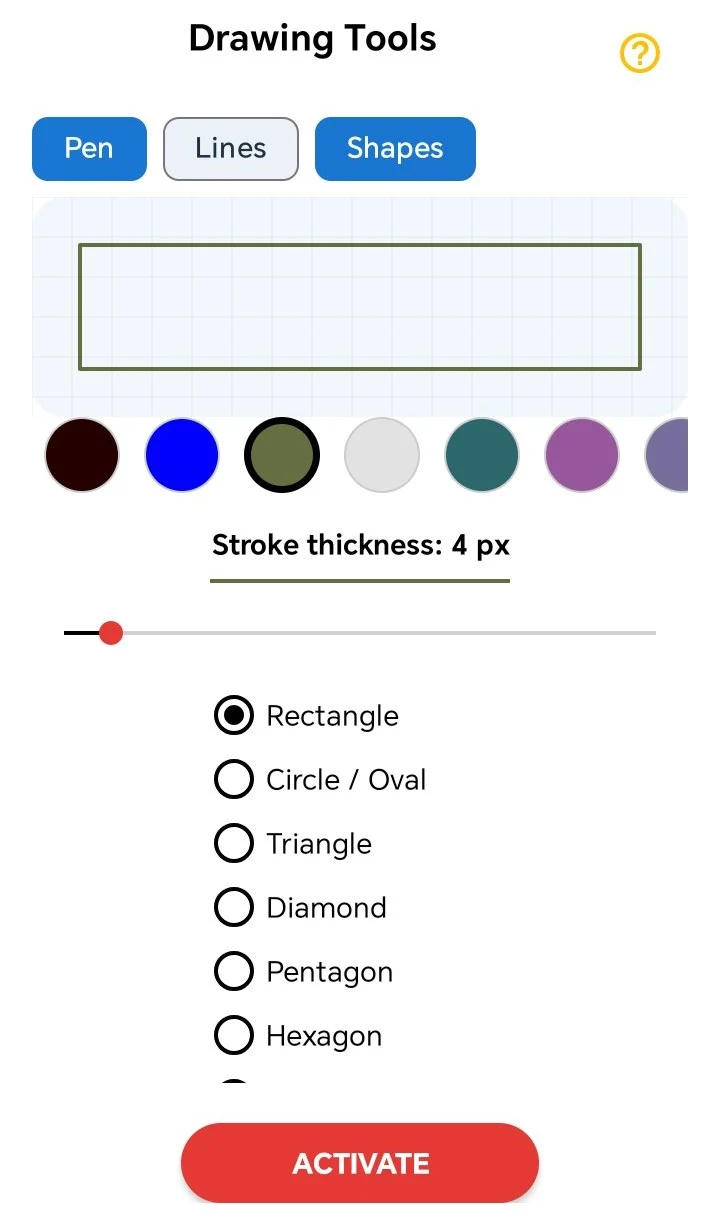 Drawing Tools
?
Pen Lines Shapes
Stroke thickness: 4 px
Rectangle
Circle / Oval
Triangle
Diamond
Pentagon
Hexagon
ACTIVATE